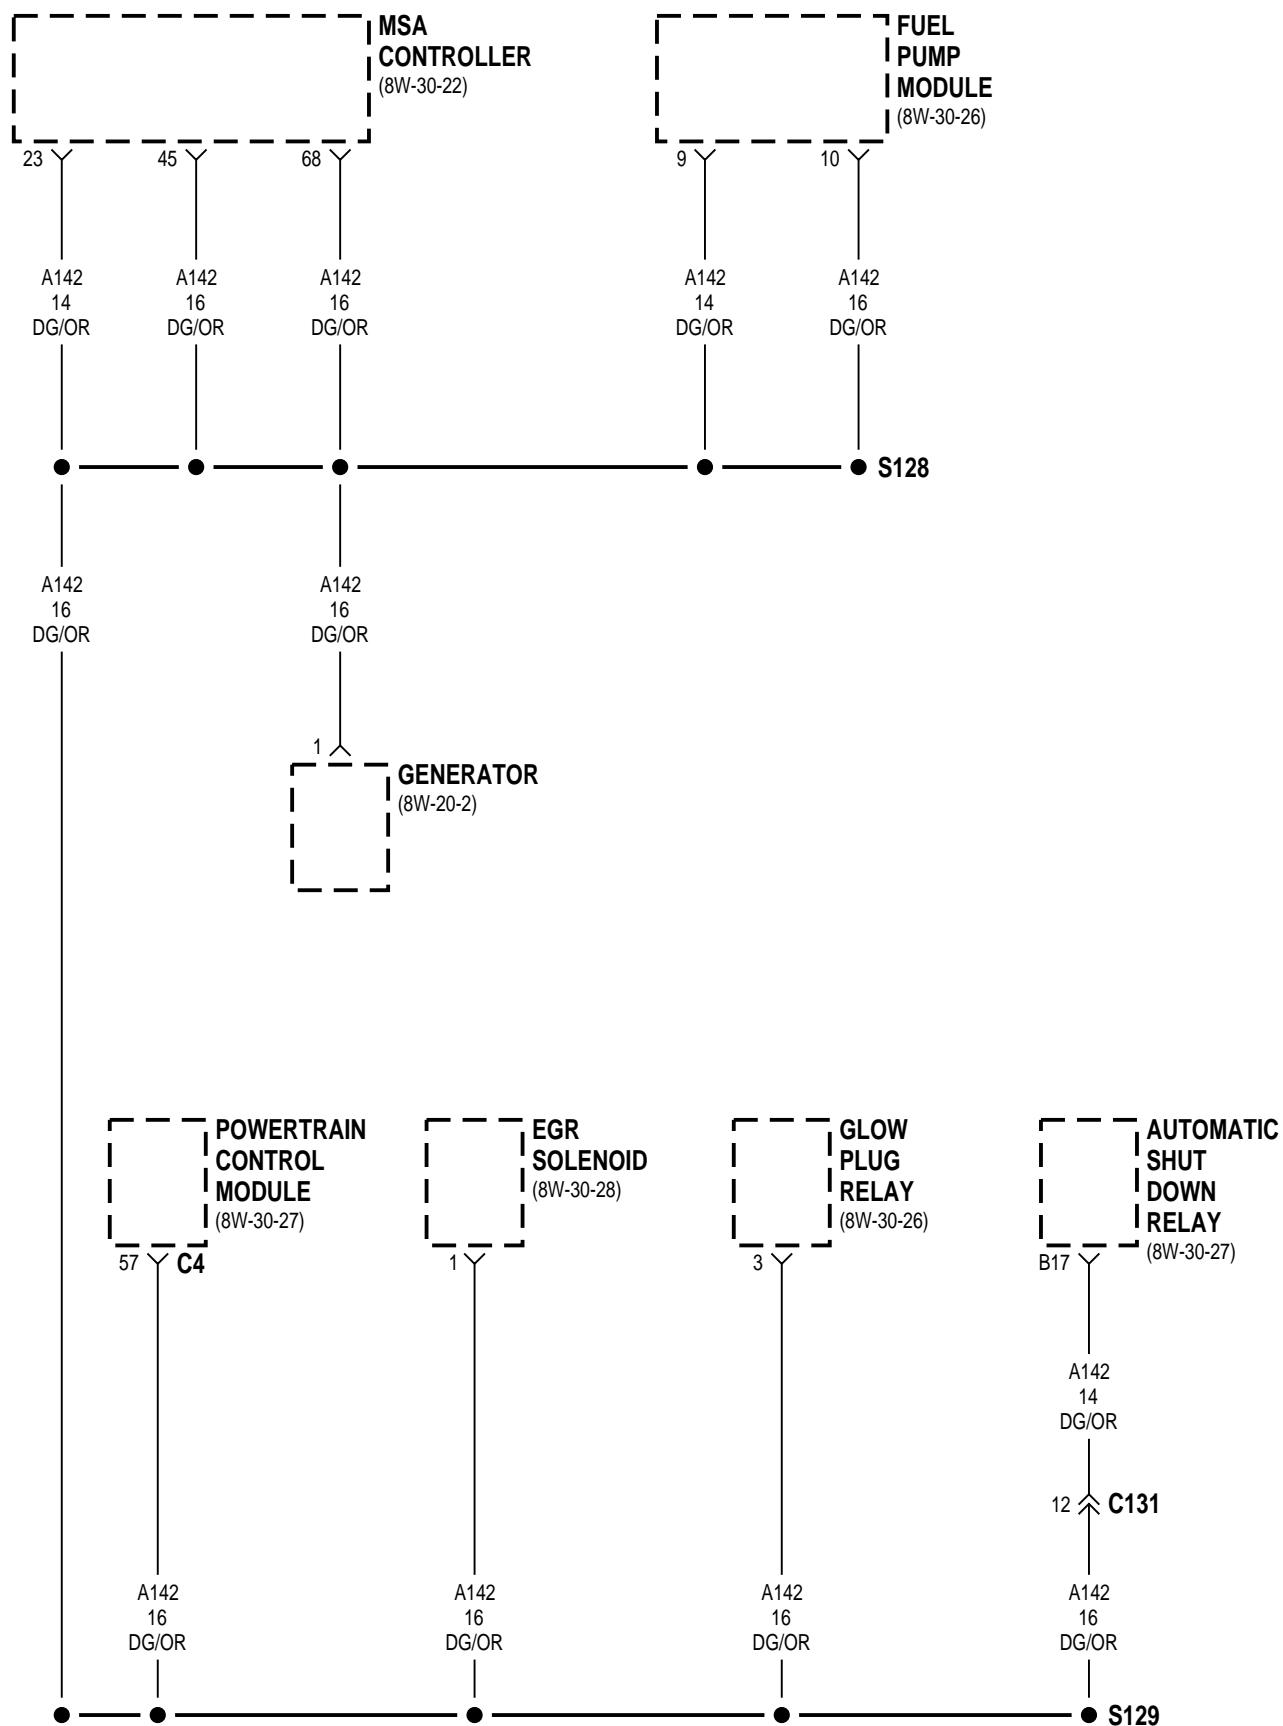 MSA
CONTROLLER
(8W-30-22)
FUEL
PUMP
MODULE
(8W-30-26)
23
45
68
9
10
A142
14
DG/OR
A142
16
DG/OR
A142
16
DG/OR
A142
14
DG/OR
A142
16
DG/OR
S128
A142
16
DG/OR
A142
16
DG/OR
1
GENERATOR
(8W-20-2)
POWERTRAIN
CONTROL
MODULE
(8W-30-27)
EGR
SOLENOID
(8W-30-28)
GLOW
PLUG
RELAY
(8W-30-26)
AUTOMATIC
SHUT
DOWN
RELAY
(8W-30-27)
57
C4
1
3
B17
A142
14
DG/OR
12
C131
A142
16
DG/OR
A142
16
DG/OR
A142
16
DG/OR
A142
16
DG/OR
S129